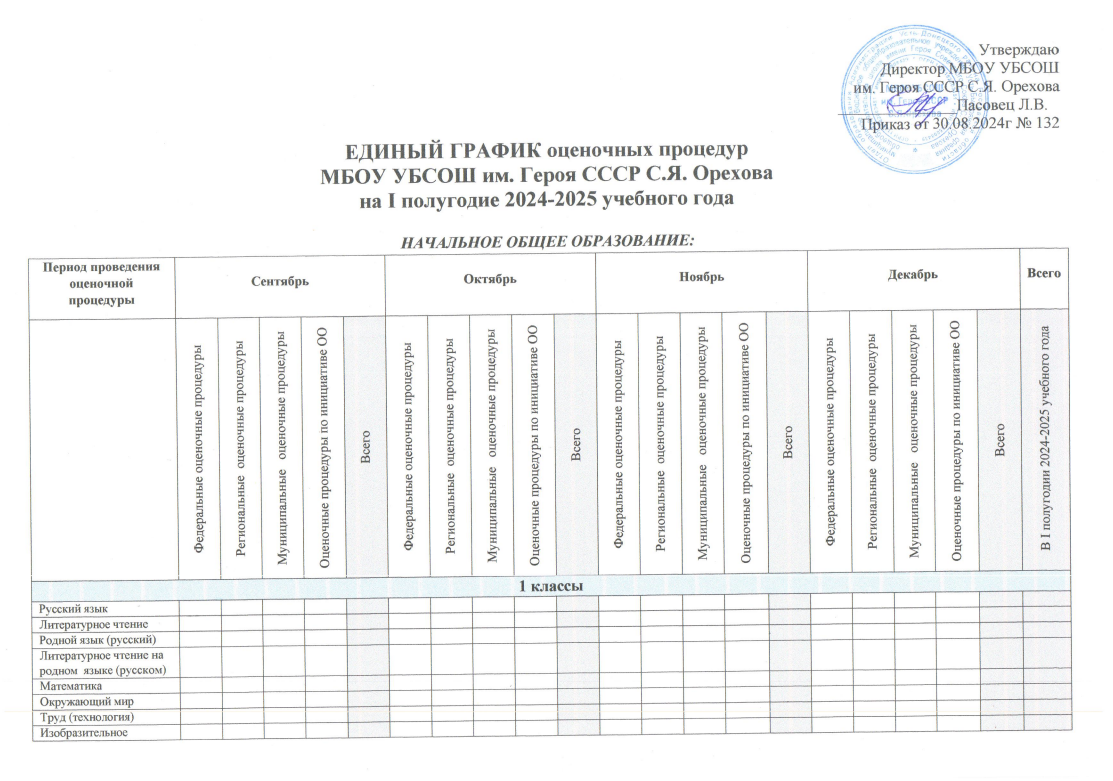 Утверждаю
Директор МБОУ УБСОШ
им. Героя СССР С.Я. Орехова
Пасовец Л.В.
Приказ от 30.08.2024г № 132
ЕДИНЫЙ ГРАФИК оценочных процедур
МБОУ УБСОШ им. Героя СССР С.Я. Орехова
на I полугодие 2024-2025 учебного года
НАЧАЛЬНОЕ ОБЩЕЕ ОБРАЗОВАНИЕ:
Период проведения
оценочной
процедуры
Сентябрь
Октябрь
Ноябрь
Декабрь
Всего
Федеральные оценочные процедуры
Региональные оценочные процедуры
Муниципальные оценочные процедуры
Оценочные процедуры по инициативе ОО
Всего
Федеральные оценочные процедуры
Региональные оценочные процедуры
Муниципальные оценочные процедуры
Оценочные процедуры по инициативе ОО
Всего
Федеральные оценочные процедуры
Региональные оценочные процедуры
Муниципальные оценочные процедуры
Оценочные процедуры по инициативе ОО
Всего
Федеральные оценочные процедуры
Региональные оценочные процедуры
Муниципальные оценочные процедуры
Оценочные процедуры по инициативе ОО
Всего
В I полугодии 2024-2025 учебного года
1 классы
Русский язык
Литературное чтение
Родной язык (русский)
Литературное чтение на
родном языке (русском)
Математика
Окружающий мир
Труд (технология)
Изобразительное